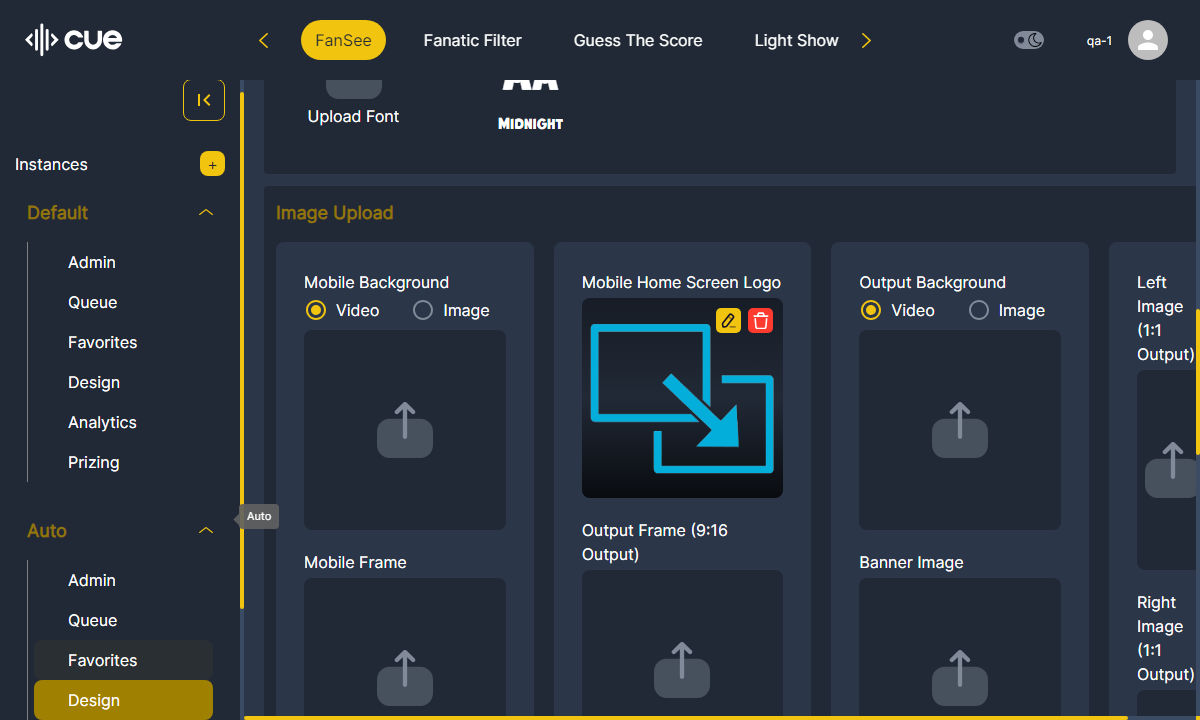 cue
FanSee
Fanatic Filter
Guess The Score
Light Show
qa-1
Instances
+
Default
Admin
Queue
Favorites
Design
Analytics
Prizing
Auto
Auto
Admin
Queue
Favorites
Design
Upload Font
AA
MIDNIGHT
Image Upload
Mobile Background
Video
Image
Mobile Frame
Mobile Home Screen Logo
Output Frame (9:16
Output)
Output Background
Video
Image
Banner Image
Left
Image
(1:1
Output)
Right
Image
(1:1
Output)